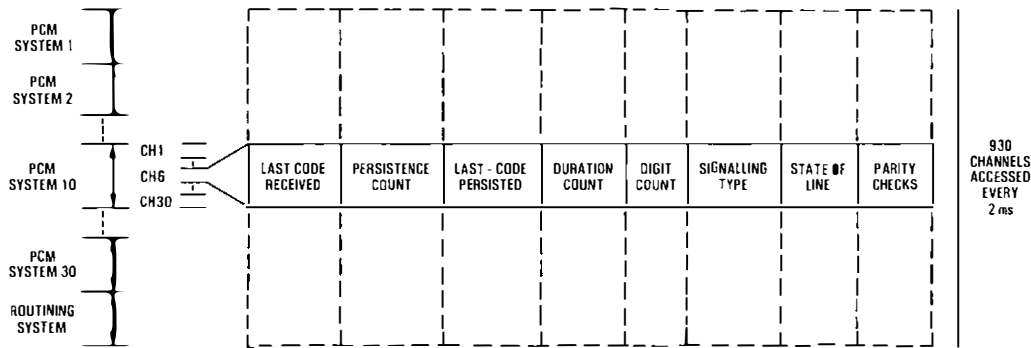 PCM
SYSTEM 1
PCM
SYSTEM 2
PCM
SYSTEM 10
PCM
SYSTEM 30
ROUTINING
SYSTEM
CH1
CH6
CH30
LAST CODE
RECEIVED
PERSISTENCE
COUNT
LAST - CODE
PERSISTED
DURATION
COUNT
DIGIT
COUNT
SIGNALLING
TYPE
STATE OF
LINE
PARITY
CHECKS
930
CHANNELS
ACCESSED
EVERY
2 ms